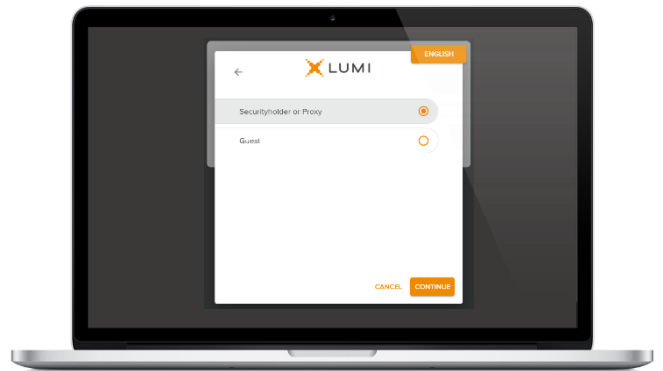 ENGLISH
LUMI
Securityholder or Proxy
Guest
CANCEL
CONTINUE